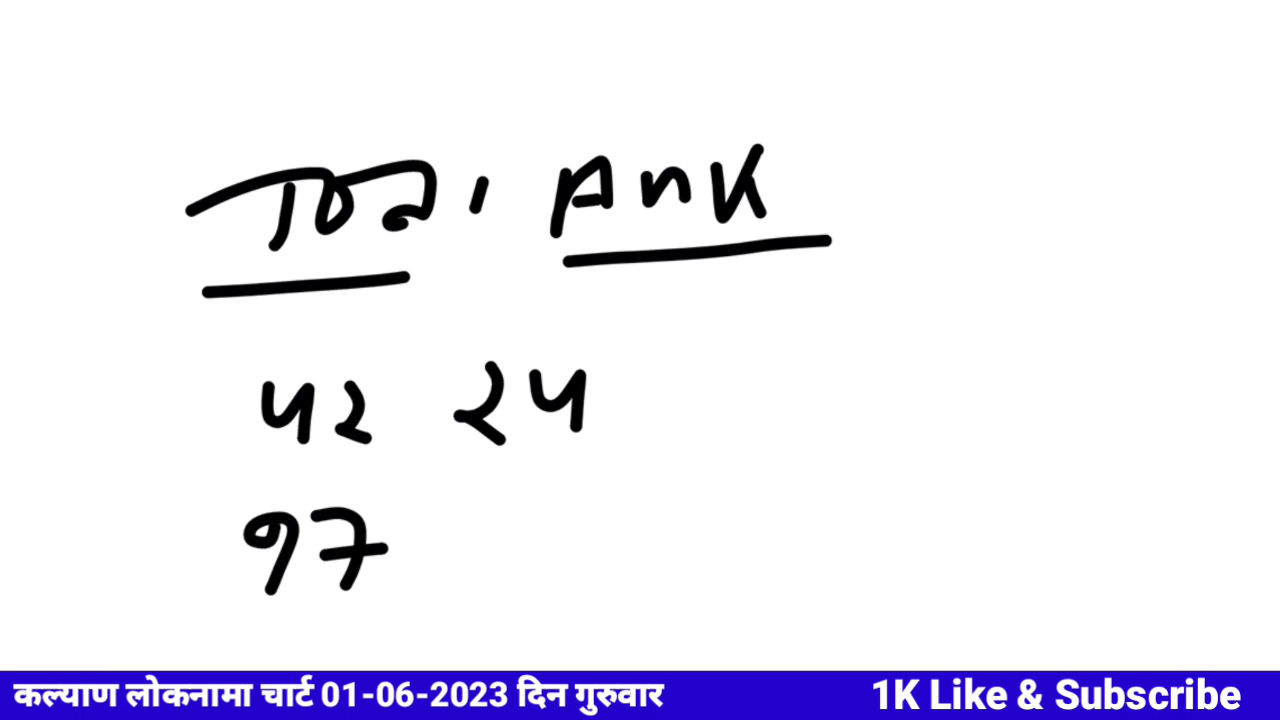 Ank
५२ २५
97
कल्याण लोकनामा चार्ट 01-06-2023 दिन गुरुवार
1K Like & Subscribe